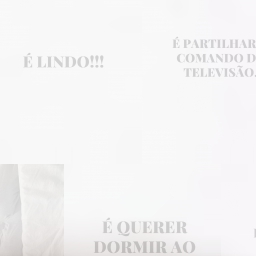 É LINDO!!!
É PARTILHAR
COMANDO D
TELEVISÃO.
É QUERER
DORMIR AO